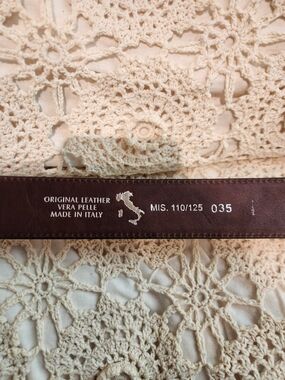 ORIGINAL LEATHER
VERA PELLE
MADE IN ITALY
MIS. 110/125 035